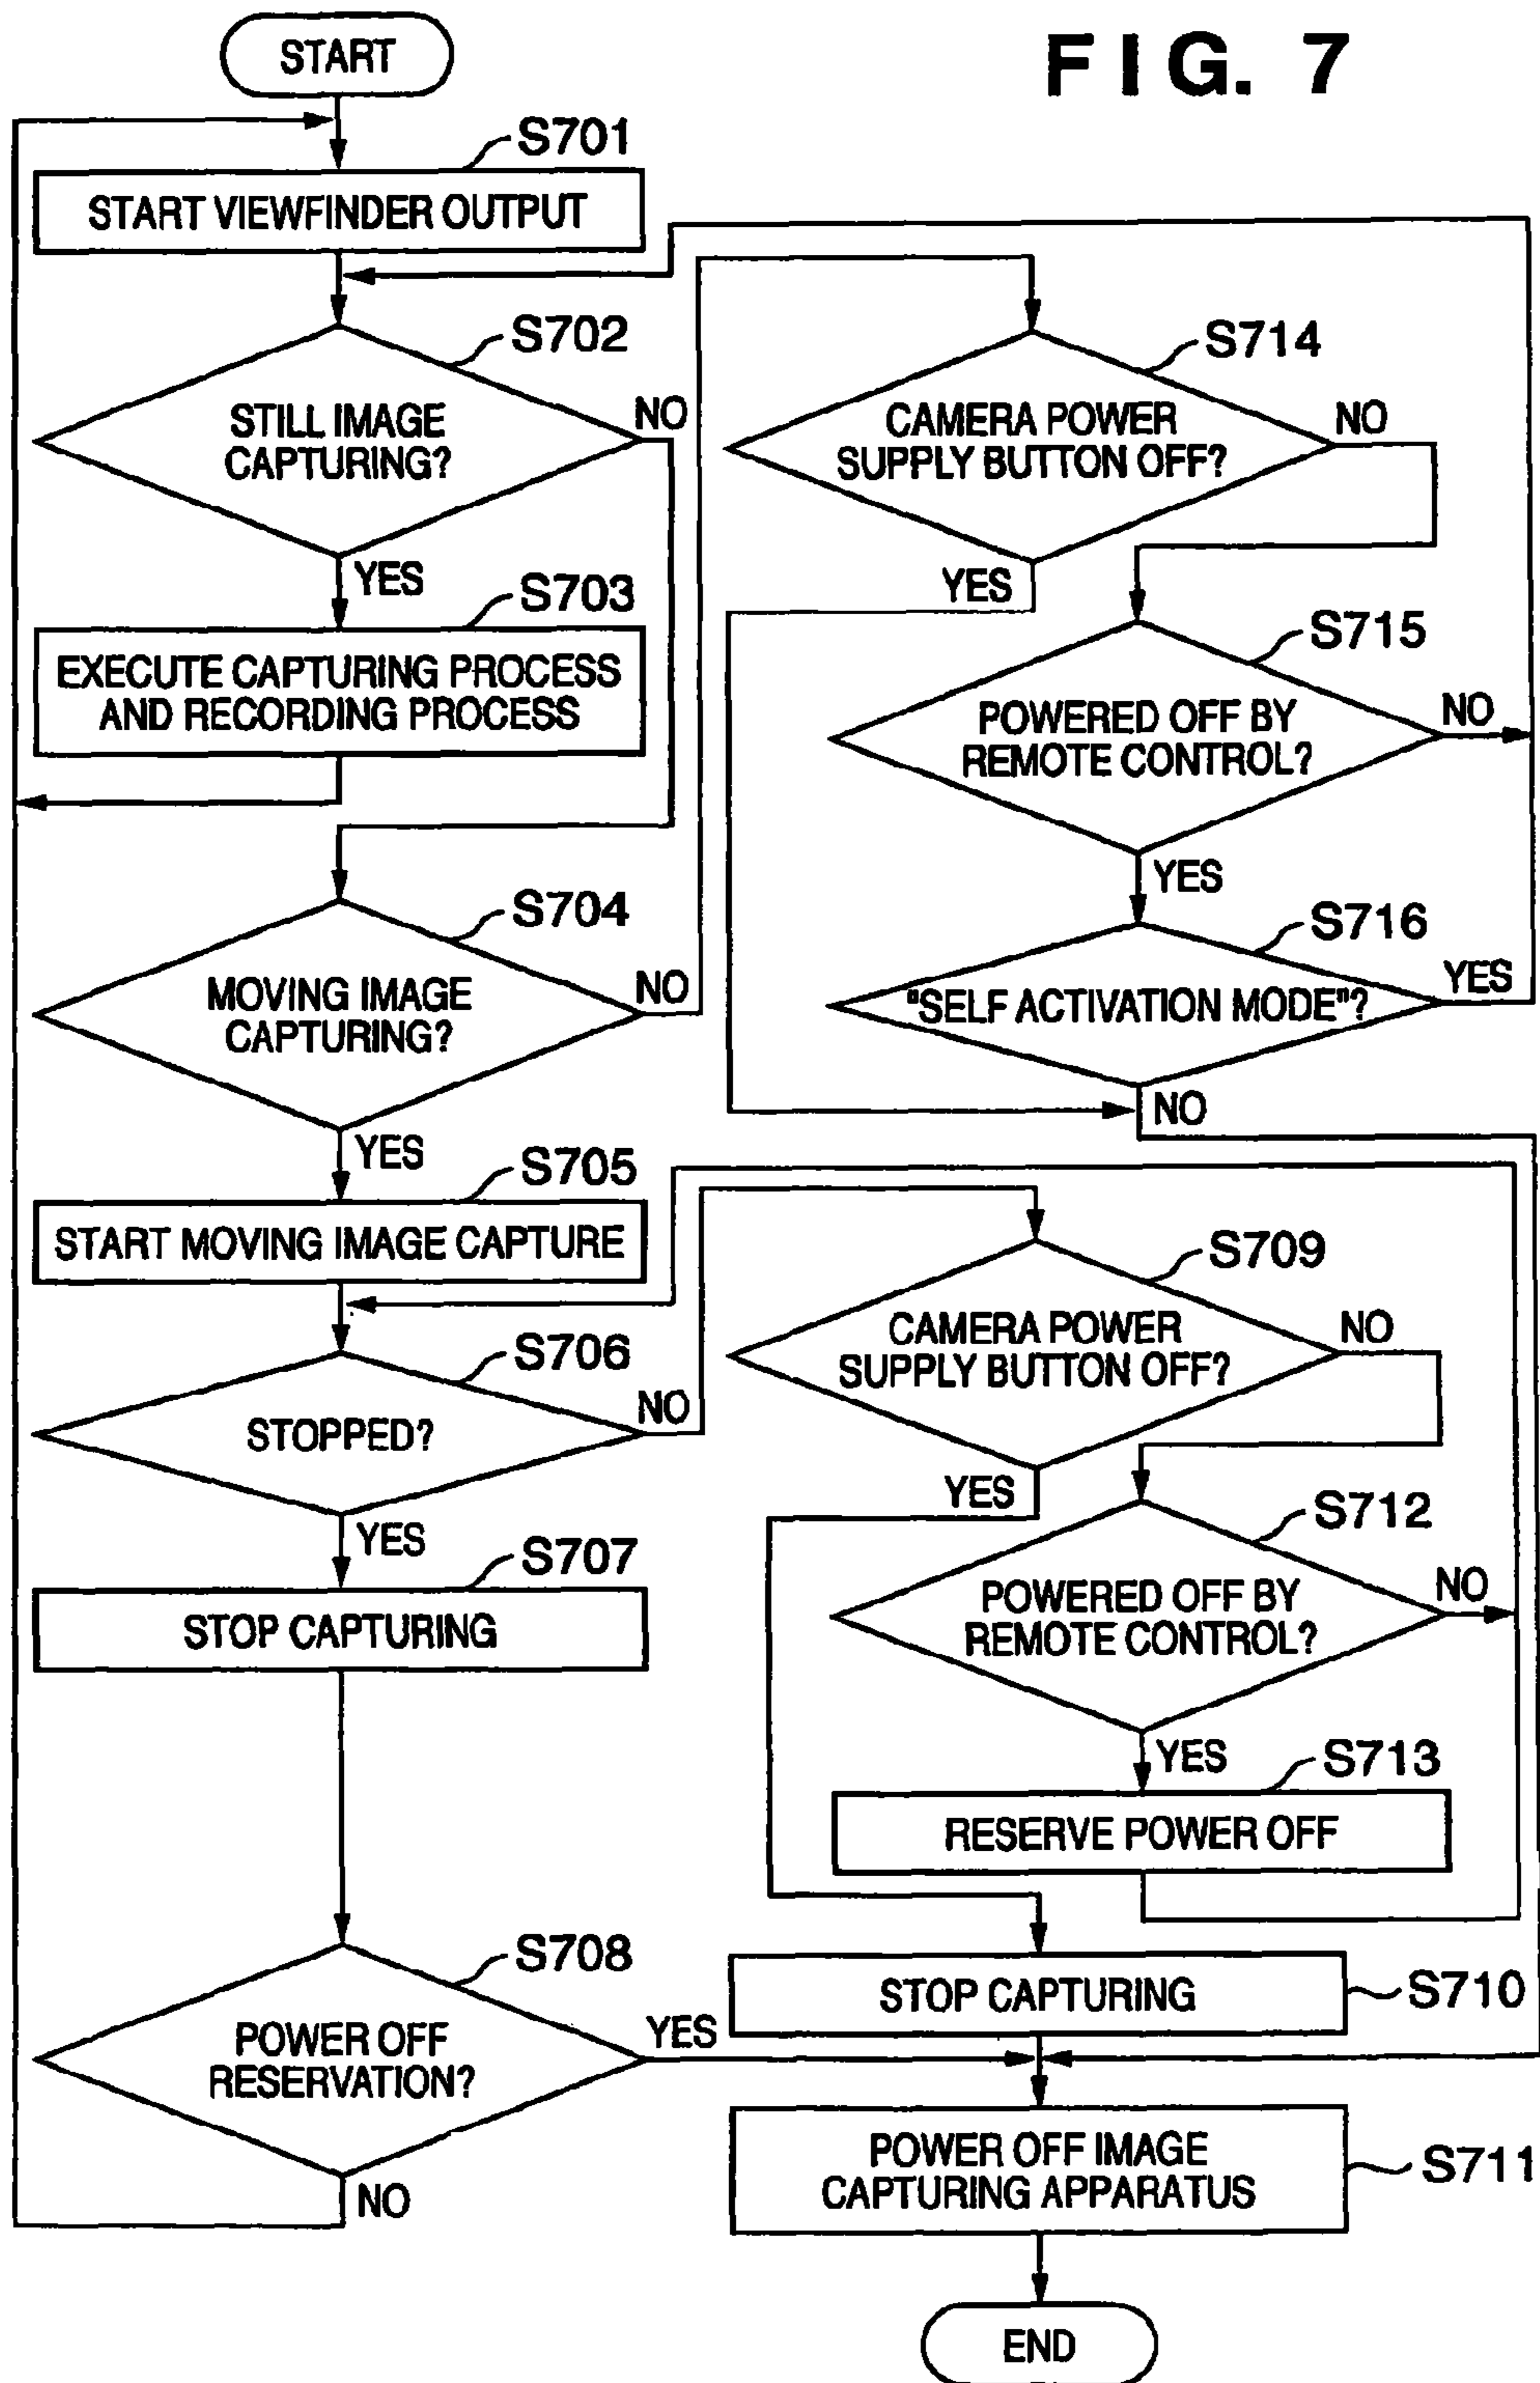 FIG. 7
START
S701
START VIEWFINDER OUTPUT
S702
STILL IMAGE
CAPTURING?
NO
YES
S703
EXECUTE CAPTURING PROCESS
AND RECORDING PROCESS
S704
MOVING IMAGE
CAPTURING?
NO
YES
S705
START MOVING IMAGE CAPTURE
S706
STOPPED?
NO
YES
S707
STOP CAPTURING
S708
POWER OFF
RESERVATION?
YES
NO
S714
CAMERA POWER
SUPPLY BUTTON OFF?
NO
YES
S715
POWERED OFF BY
REMOTE CONTROL?
NO
YES
S716
"SELF ACTIVATION MODE"?
YES
NO
S709
CAMERA POWER
SUPPLY BUTTON OFF?
NO
YES
S712
POWERED OFF BY
REMOTE CONTROL?
NO
YES
S713
RESERVE POWER OFF
STOP CAPTURING
S710
POWER OFF IMAGE
CAPTURING APPARATUS
S711
END